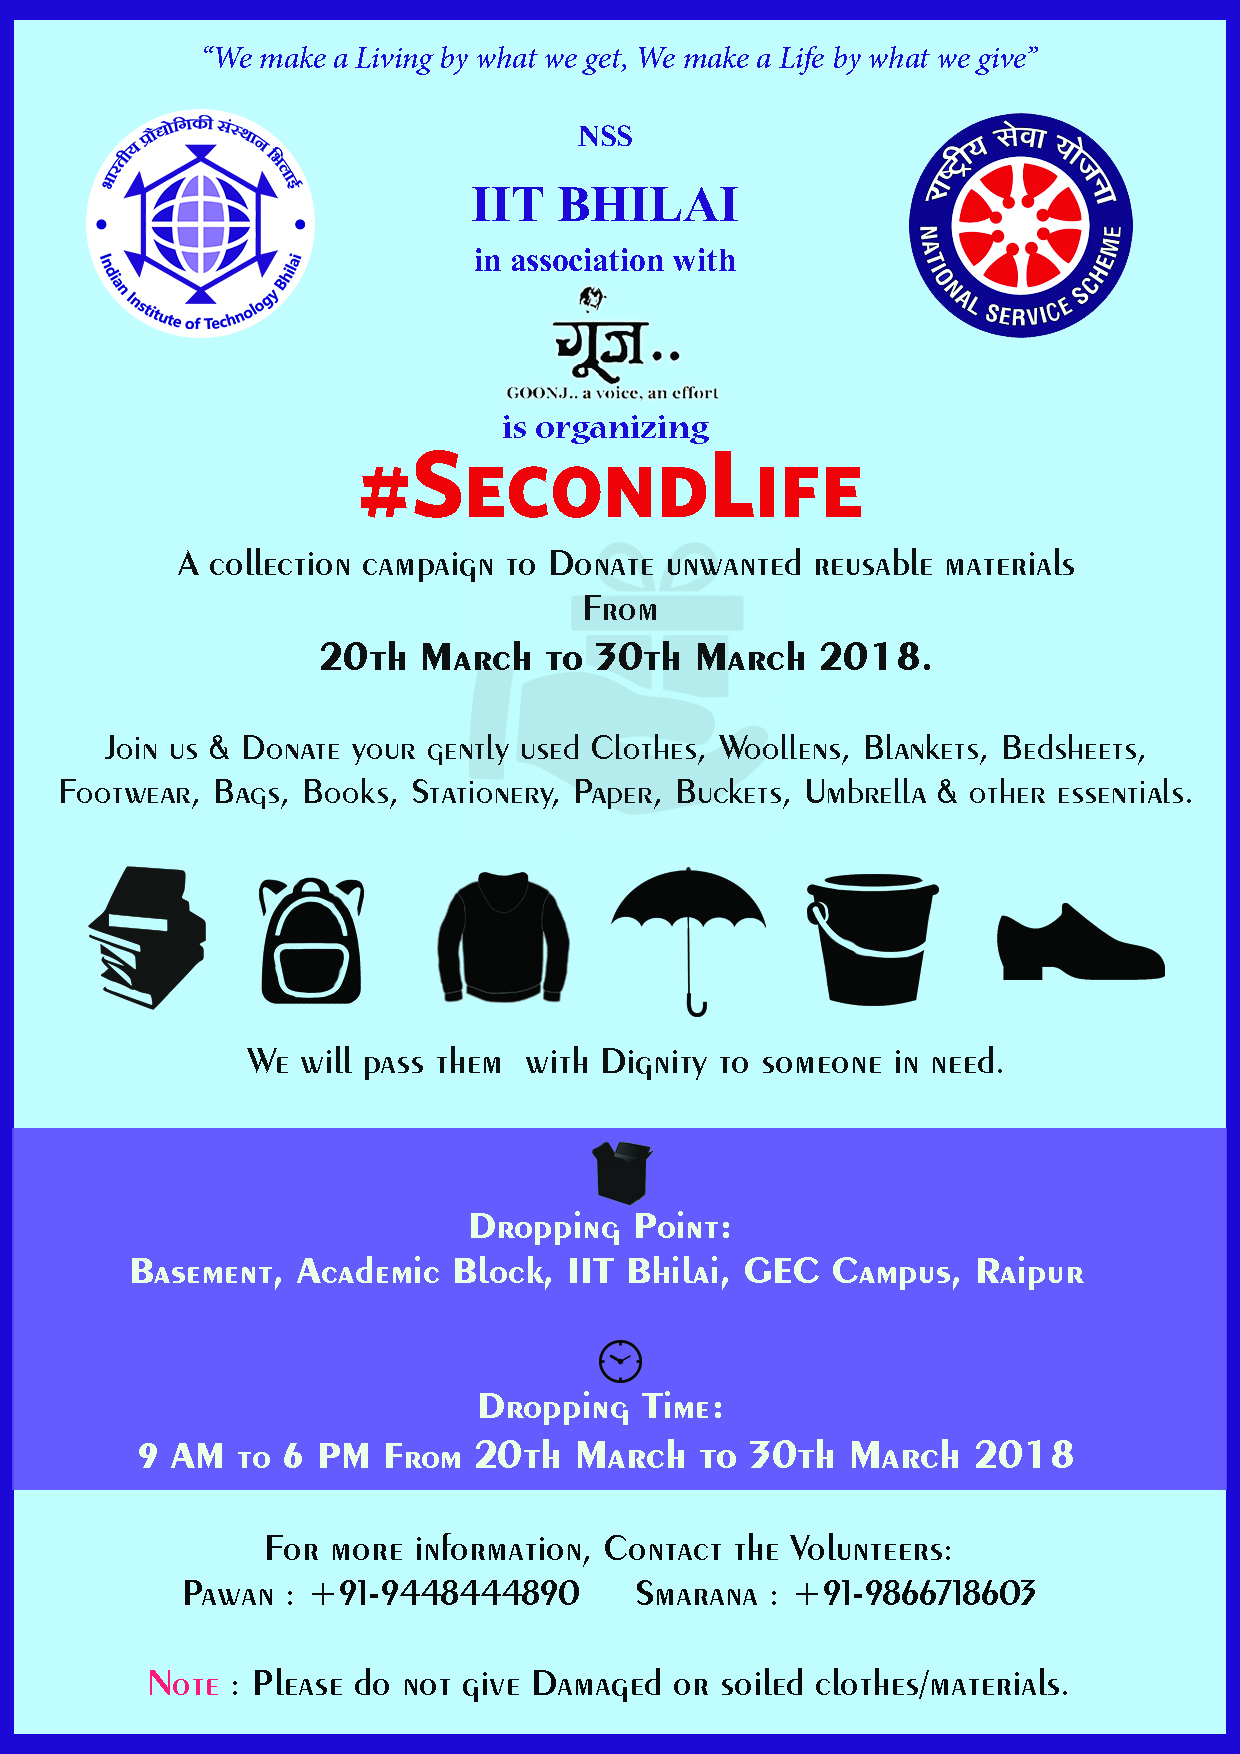 “We make a Living by what we get, We make a Life by what we give”
भारतीय प्रौद्योगिकी संस्थान भिलाई
Indian Institute of Technology Bhilai
NSS
IIT BHILAI
in association with
राष्ट्रीय सेवा योजना
NATIONAL SERVICE SCHEME
गूंज..
GOONJ.. a voice, an effort
is organizing
#SecondLife
A collection campaign to Donate unwanted reusable materials
From
20th March to 30th March 2018.
Join us & Donate your gently used Clothes, Woollens, Blankets, Bedsheets,
Footwear, Bags, Books, Stationery, Paper, Buckets, Umbrella & other essentials.
We will pass them with Dignity to someone in need.
Dropping Point:
Basement, Academic Block, IIT Bhilai, GEC Campus, Raipur
Dropping Time:
9 AM to 6 PM From 20th March to 30th March 2018
For more information, Contact the Volunteers:
Pawan : +91-9448444890 Smarana : +91-9866718603
Note : Please do not give Damaged or soiled clothes/materials.